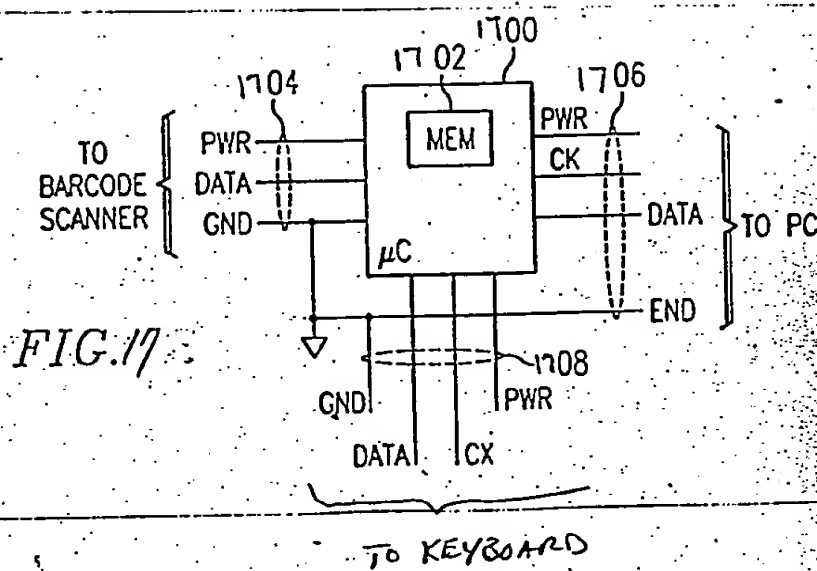 1700
1702
1704
1706
PWR
DATA
GND
TO
BARCODE
SCANNER
MEM
μC
PWR
CK
DATA
END
TO PC
FIG.17
1708
GND
DATA
CX
PWR
TO KEYBOARD